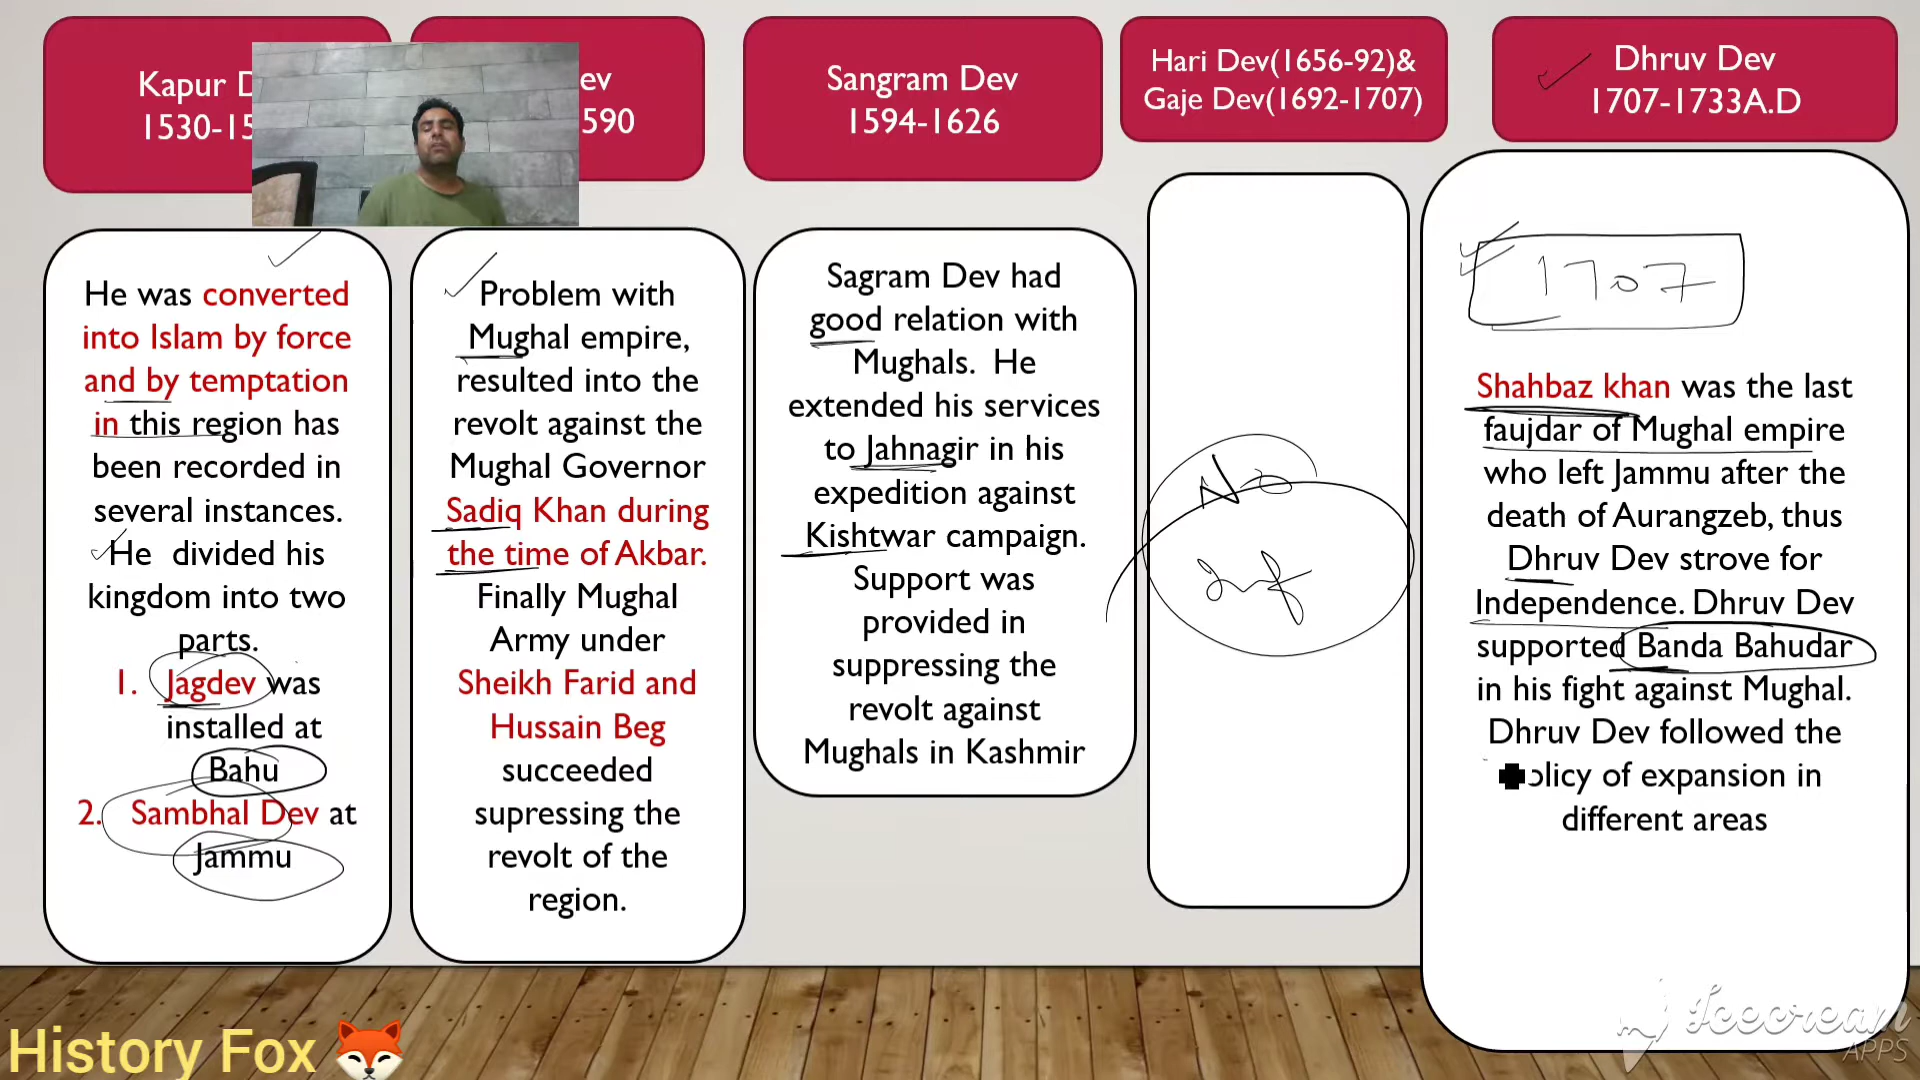 Kapur D
1530-15
ev
590
Sangram Dev
1594-1626
Hari Dev(1656-92)&
Gaje Dev(1692-1707)
Dhruv Dev
1707-1733A.D
He was converted
into Islam by force
and by temptation
in this region has
been recorded in
several instances.
He divided his
kingdom into two
parts.
1. Jagdev was
installed at
Bahu
2. Sambhal Dev at
Jammu
Problem with
Mughal empire,
resulted into the
revolt against the
Mughal Governor
Sadiq Khan during
the time of Akbar.
Finally Mughal
Army under
Sheikh Farid and
Hussain Beg
succeeded
supressing the
revolt of the
region.
Sagram Dev had
good relation with
Mughals. He
extended his services
to Jahnagir in his
expedition against
Kishtwar campaign.
Support was
provided in
suppressing the
revolt against
Mughals in Kashmir
No
Inf
1707
Shahbaz khan was the last
faujdar of Mughal empire
who left Jammu after the
death of Aurangzeb, thus
Dhruv Dev strove for
Independence. Dhruv Dev
supported Banda Bahudar
in his fight against Mughal.
Dhruv Dev followed the
olicy of expansion in
different areas
History Fox
Icecream
APPS